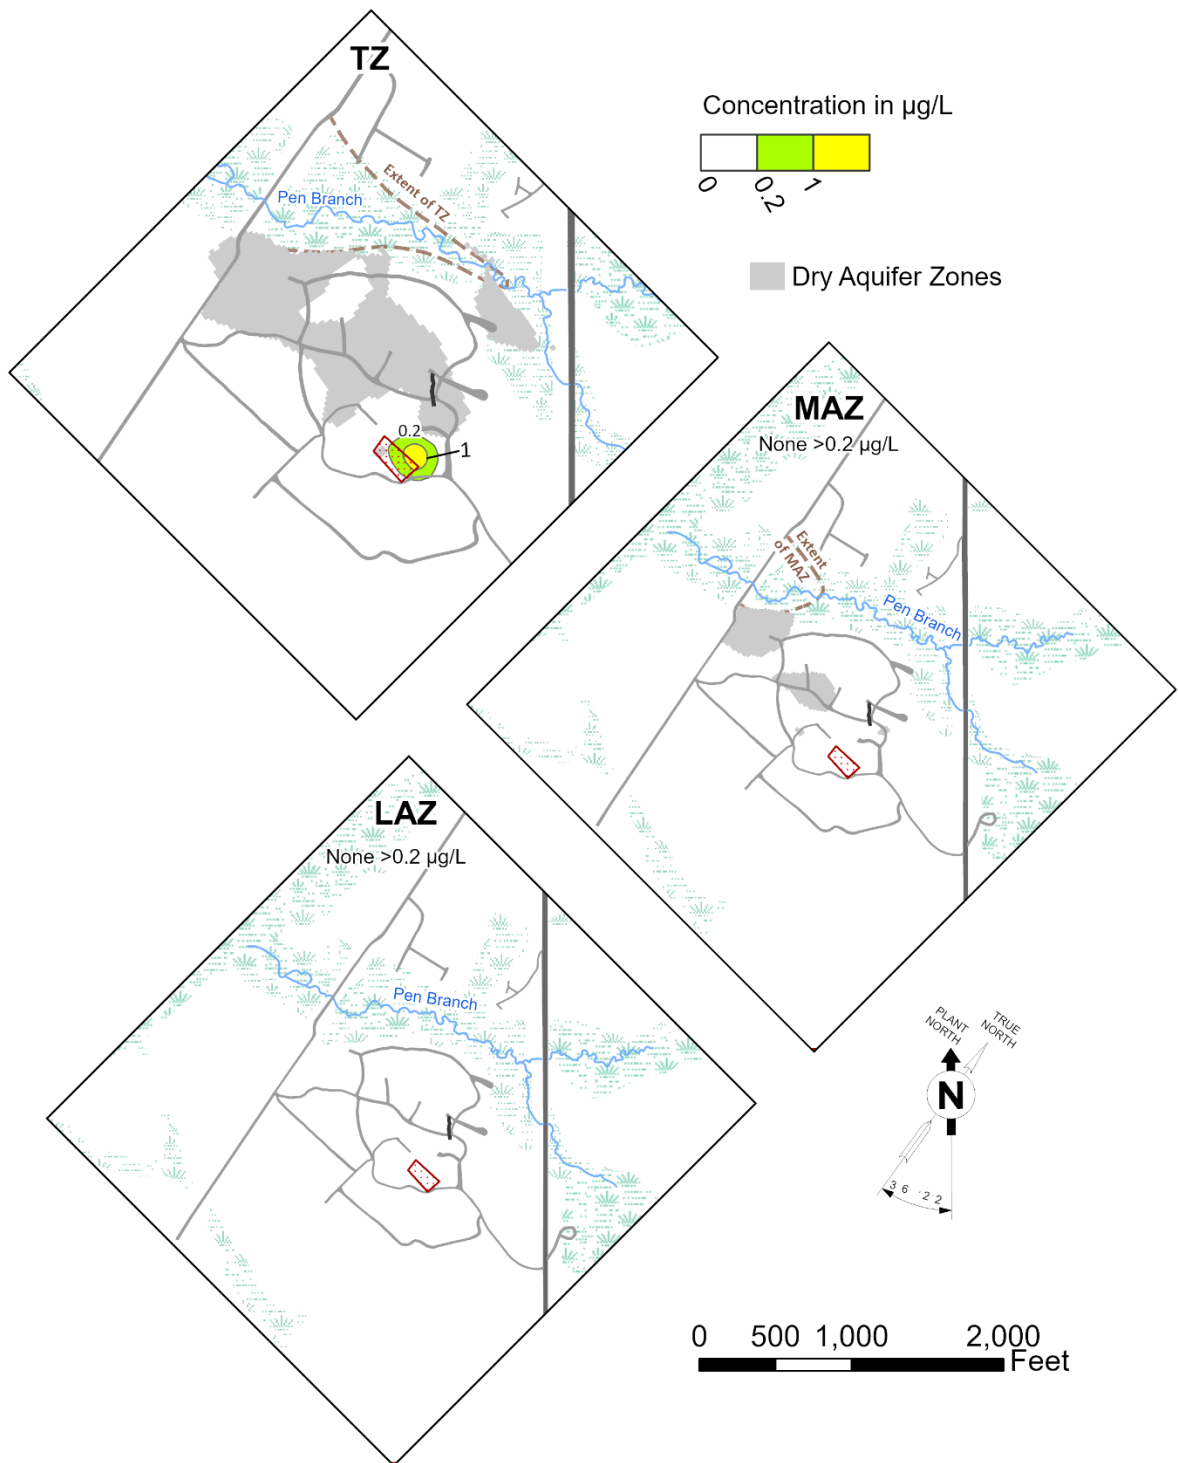 TZ
Concentration in µg/L
0
0.2
1
Extent of TZ
Pen Branch
Dry Aquifer Zones
0.2
1
MAZ
None >0.2 µg/L
Extent
of MAZ
Pen Branch
LAZ
None >0.2 µg/L
Pen Branch
PLANT
NORTH
TRUE
NORTH
N
36.22
0 500 1,000 2,000
Feet